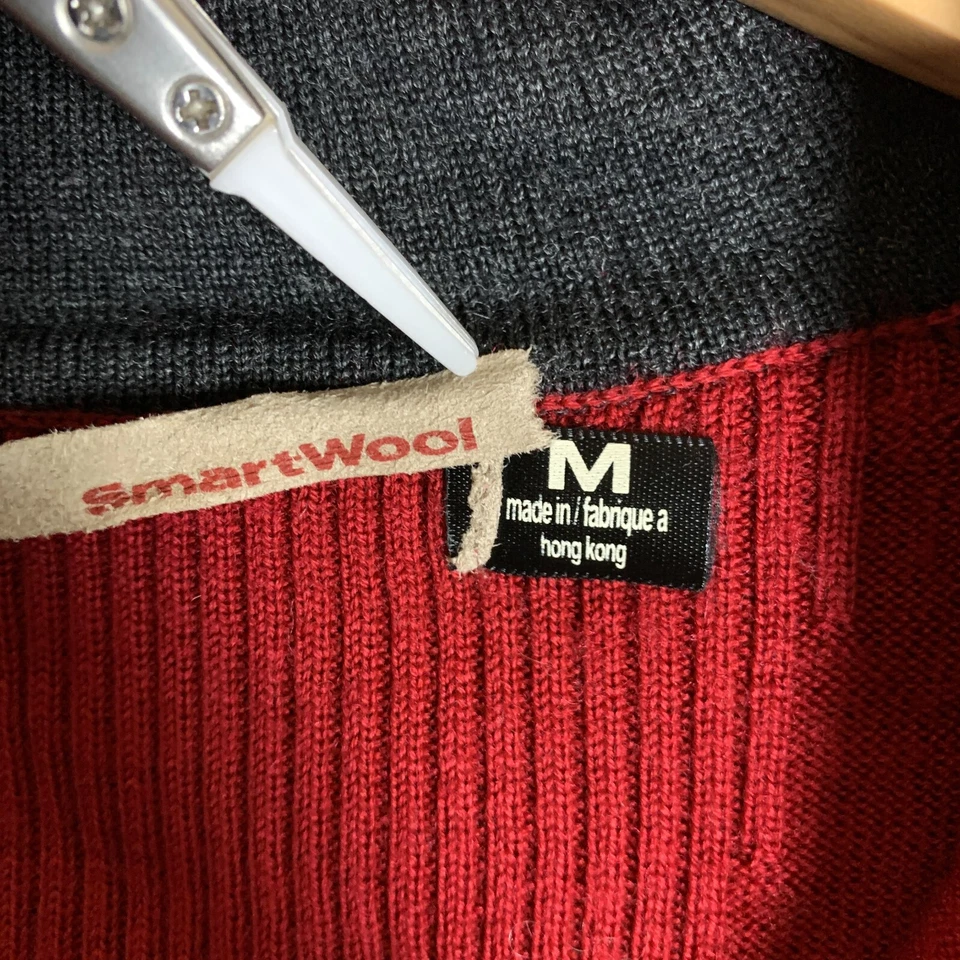 SmartWool
M
made in / fabrique a
hong kong